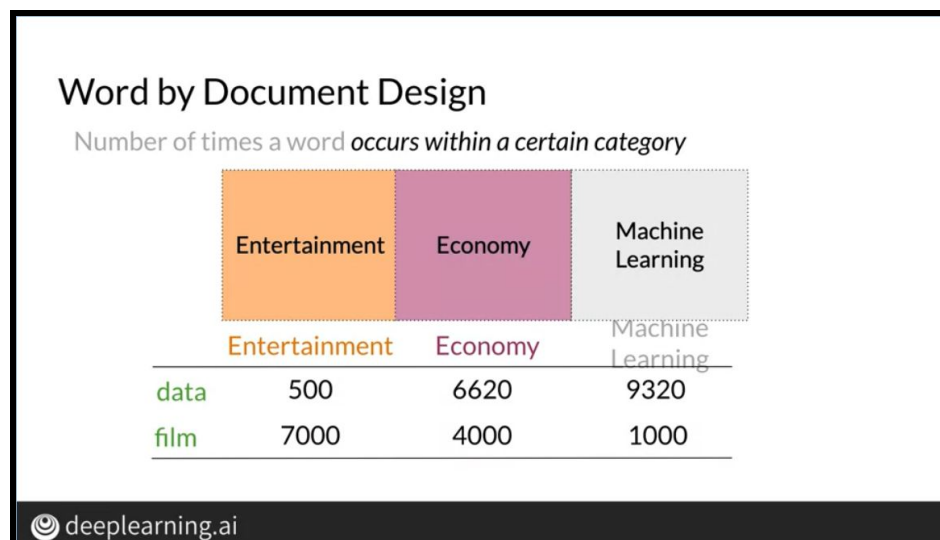 Word by Document Design
Number of times a word occurs within a certain category
Entertainment Economy Machine
Learning
Entertainment Economy Machine
Learning
data 500 6620 9320
film 7000 4000 1000
deeplearning.ai